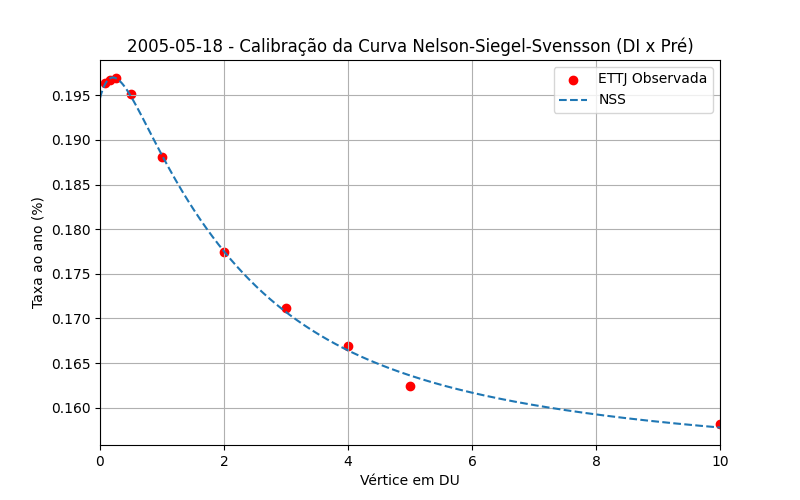 2005-05-18 - Calibração da Curva Nelson-Siegel-Svensson (DI x Pré)
ETTJ Observada
NSS
Taxa ao ano (%)
0.195
0.190
0.185
0.180
0.175
0.170
0.165
0.160
0 2 4 6 8 10
Vértice em DU